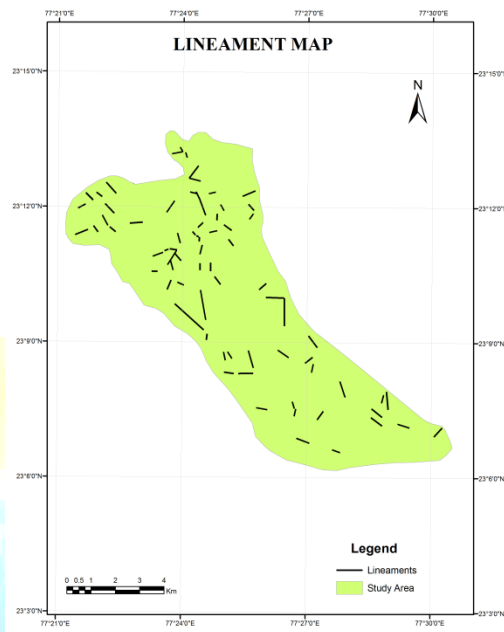 77°21'0"E 77°24'0"E 77°27'0"E 77°30'0"E
LINEAMENT MAP
23°15'0"N 23°15'0"N
N
23°12'0"N 23°12'0"N
23°9'0"N 23°9'0"N
23°6'0"N 23°6'0"N
Legend
Lineaments
Study Area
0 0.5 1 2 3 4
Km
23°3'0"N 23°3'0"N
77°21'0"E 77°24'0"E 77°27'0"E 77°30'0"E